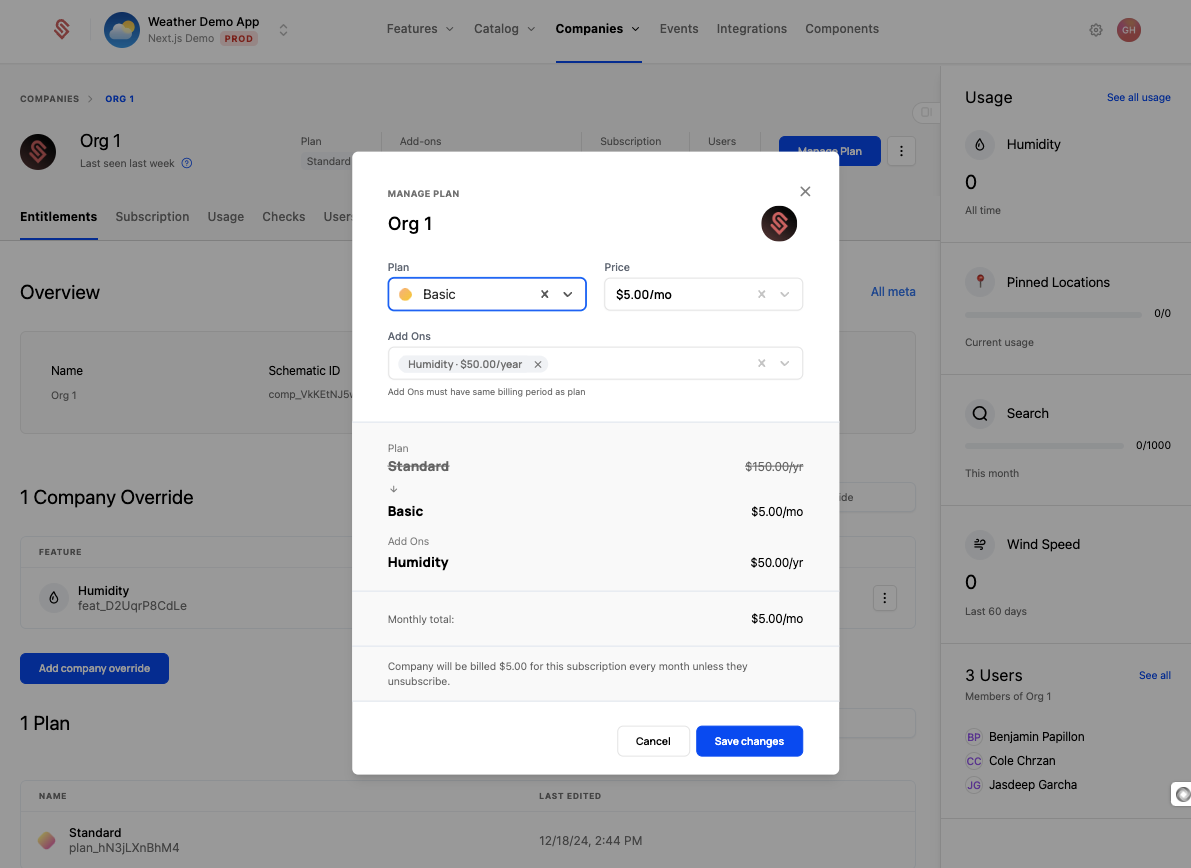 Weather Demo App
Next.js Demo PROD
Features
Catalog
Companies
Events
Integrations
Components
GH
COMPANIES
ORG 1
Org 1
Last seen last week
Plan
Standard
Add-ons
Subscription
Users
Manage Plan
Entitlements
Subscription
Usage
Checks
Users
Overview
All meta
Name
Org 1
Schematic ID
comp_VkKEtNJ5
1 Company Override
FEATURE
Humidity
feat_D2UqrP8CdLe
Add company override
1 Plan
NAME
LAST EDITED
Standard
plan_hN3jLXnBhM4
12/18/24, 2:44 PM
MANAGE PLAN
Org 1
Plan
Basic
Price
$5.00/mo
Add Ons
Humidity · $50.00/year
Add Ons must have same billing period as plan
Plan
Standard
$150.00/yr
Basic
$5.00/mo
Add Ons
Humidity
$50.00/yr
Monthly total:
$5.00/mo
Company will be billed $5.00 for this subscription every month unless they
unsubscribe.
Cancel
Save changes
Usage
See all usage
Humidity
0
All time
Pinned Locations
0/0
Current usage
Search
0/1000
This month
Wind Speed
0
Last 60 days
3 Users
See all
Members of Org 1
BP Benjamin Papillon
CC Cole Chrzan
JG Jasdeep Garcha